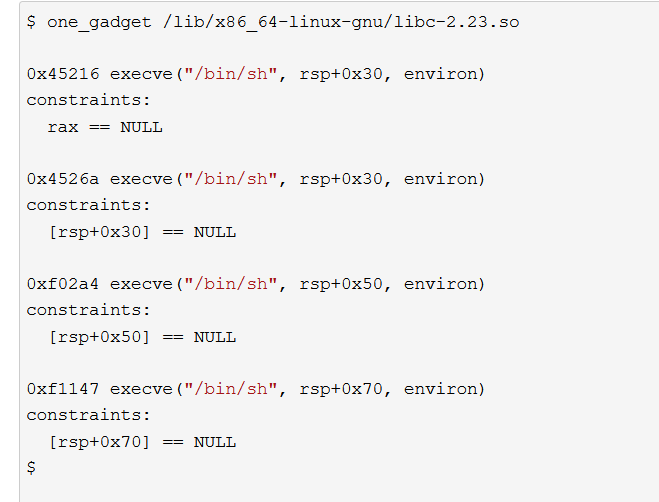 $ one_gadget /lib/x86_64-linux-gnu/libc-2.23.so
0x45216 execve("/bin/sh", rsp+0x30, environ)
constraints:
  rax == NULL
0x4526a execve("/bin/sh", rsp+0x30, environ)
constraints:
  [rsp+0x30] == NULL
0xf02a4 execve("/bin/sh", rsp+0x50, environ)
constraints:
  [rsp+0x50] == NULL
0xf1147 execve("/bin/sh", rsp+0x70, environ)
constraints:
  [rsp+0x70] == NULL
$